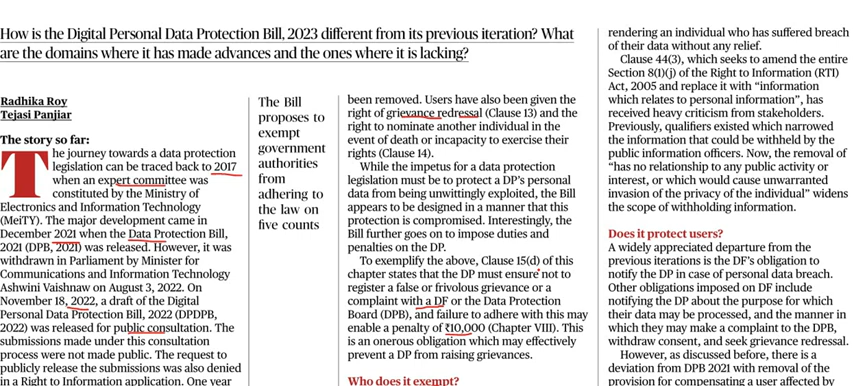 How is the Digital Personal Data Protection Bill, 2023 different from its previous iteration? What
are the domains where it has made advances and the ones where it is lacking?
Radhika Roy
Tejasi Panjiar
The story so far:
The journey towards a data protection
legislation can be traced back to 2017
when an expert committee was
constituted by the Ministry of
Electronics and Information Technology
(MeiTY). The major development came in
December 2021 when the Data Protection Bill,
2021 (DPB, 2021) was released. However, it was
withdrawn in Parliament by Minister for
Communications and Information Technology
Ashwini Vaishnaw on August 3, 2022. On
November 18, 2022, a draft of the Digital
Personal Data Protection Bill, 2022 (DPDPB,
2022) was released for public consultation. The
submissions made under this consultation
process were not made public. The request to
publicly release the submissions was also denied
in a Right to Information application. One year
The Bill
proposes to
exempt
government
authorities
from
adhering to
the law on
five counts
been removed. Users have also been given the
right of grievance redressal (Clause 13) and the
right to nominate another individual in the
event of death or incapacity to exercise their
rights (Clause 14).
While the impetus for a data protection
legislation must be to protect a DP's personal
data from being unwittingly exploited, the Bill
appears to be designed in a manner that this
protection is compromised. Interestingly, the
Bill further goes on to impose duties and
penalties on the DP.
To exemplify the above, Clause 15(d) of this
chapter states that the DP must ensure not to
register a false or frivolous grievance or a
complaint with a DF or the Data Protection
Board (DPB), and failure to adhere with this may
enable a penalty of ₹10,000 (Chapter VIII). This
is an onerous obligation which may effectively
prevent a DP from raising grievances.
Who does it exempt?
rendering an individual who has suffered breach
of their data without any relief.
Clause 44(3), which seeks to amend the entire
Section 8(1)(j) of the Right to Information (RTI)
Act, 2005 and replace it with “information
which relates to personal information”, has
received heavy criticism from stakeholders.
Previously, qualifiers existed which narrowed
the information that could be withheld by the
public information officers. Now, the removal of
“has no relationship to any public activity or
interest, or which would cause unwarranted
invasion of the privacy of the individual” widens
the scope of withholding information.
Does it protect users?
A widely appreciated departure from the
previous iterations is the DF's obligation to
notify the DP in case of personal data breach.
Other obligations imposed on DF include
notifying the DP about the purpose for which
their data may be processed, and the manner in
which they may make a complaint to the DPB,
withdraw consent, and seek grievance redressal.
However, as discussed before, there is a
deviation from DPB 2021 with removal of the
provision for compensating a user affected by